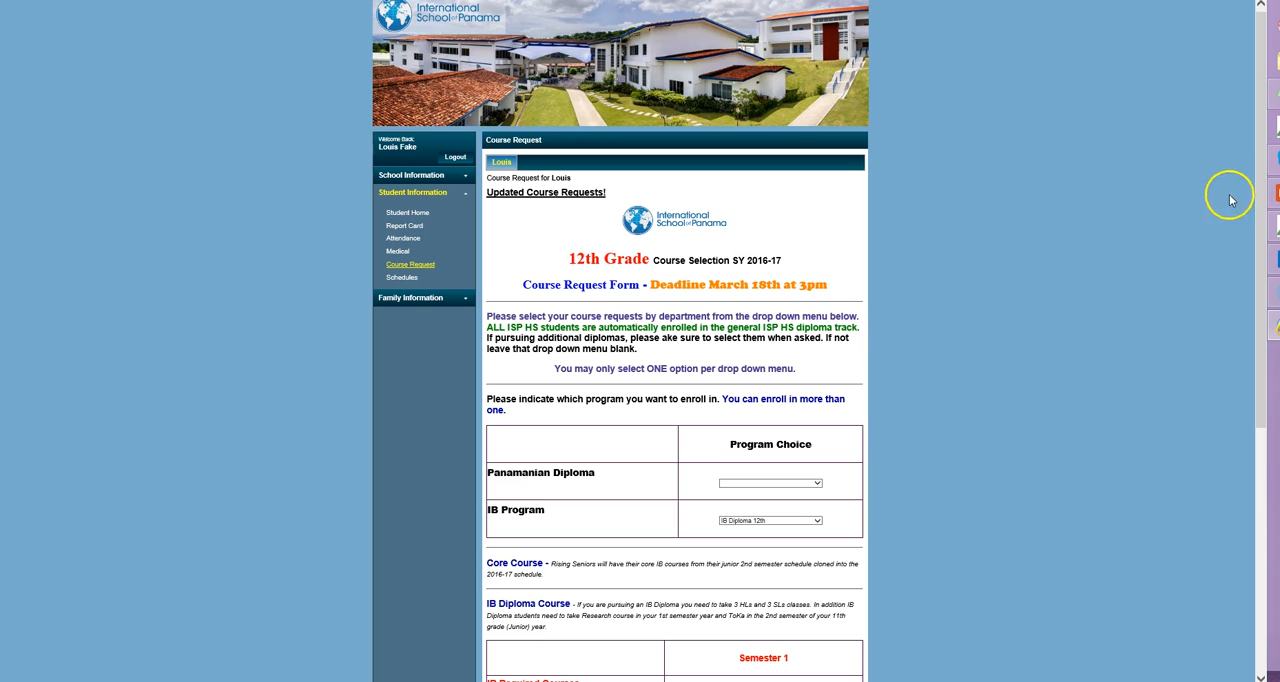 International
School of Panama
Welcome Back:
Louis Fake
Logout
School Information
Student Information
Student Home
Report Card
Attendance
Medical
Course Request
Schedules
Family Information
Course Request
Louis
Course Request for Louis
Updated Course Requests!
International
School of Panama
12th Grade Course Selection SY 2016-17
Course Request Form - Deadline March 18th at 3pm
Please select your course requests by department from the drop down menu below.
ALL ISP HS students are automatically enrolled in the general ISP HS diploma track.
If pursuing additional diplomas, please ake sure to select them when asked. If not
leave that drop down menu blank.
You may only select ONE option per drop down menu.
Please indicate which program you want to enroll in. You can enroll in more than
one.
Program Choice
Panamanian Diploma
IB Program
IB Diploma 12th
Core Course - Rising Seniors will have their core IB courses from their junior 2nd semester schedule cloned into the
2016-17 schedule.
IB Diploma Course - If you are pursuing an IB Diploma you need to take 3 HLs and 3 SLs classes. In addition IB
Diploma students need to take Research course in your 1st semester year and ToKa in the 2nd semester of your 11th
grade (Junior) year.
Semester 1
IB Required Courses